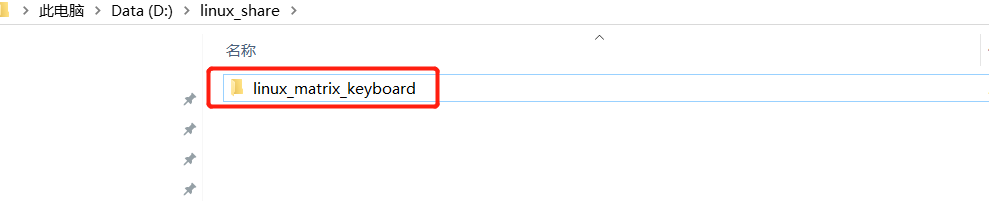 此电脑 > Data (D:) > linux_share >
名称
linux_matrix_keyboard